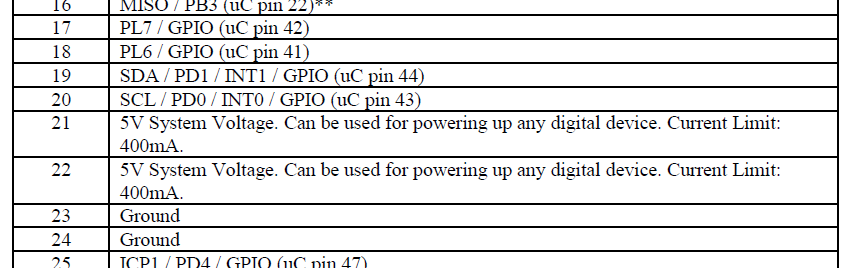 16 MISO / PB3 (uC pin 22)**
17 PL7 / GPIO (uC pin 42)
18 PL6 / GPIO (uC pin 41)
19 SDA / PD1 / INT1 / GPIO (uC pin 44)
20 SCL / PD0 / INT0 / GPIO (uC pin 43)
21 5V System Voltage. Can be used for powering up any digital device. Current Limit:
400mA.
22 5V System Voltage. Can be used for powering up any digital device. Current Limit:
400mA.
23 Ground
24 Ground
25 ICP1 / PD4 / GPIO (uC pin 47)